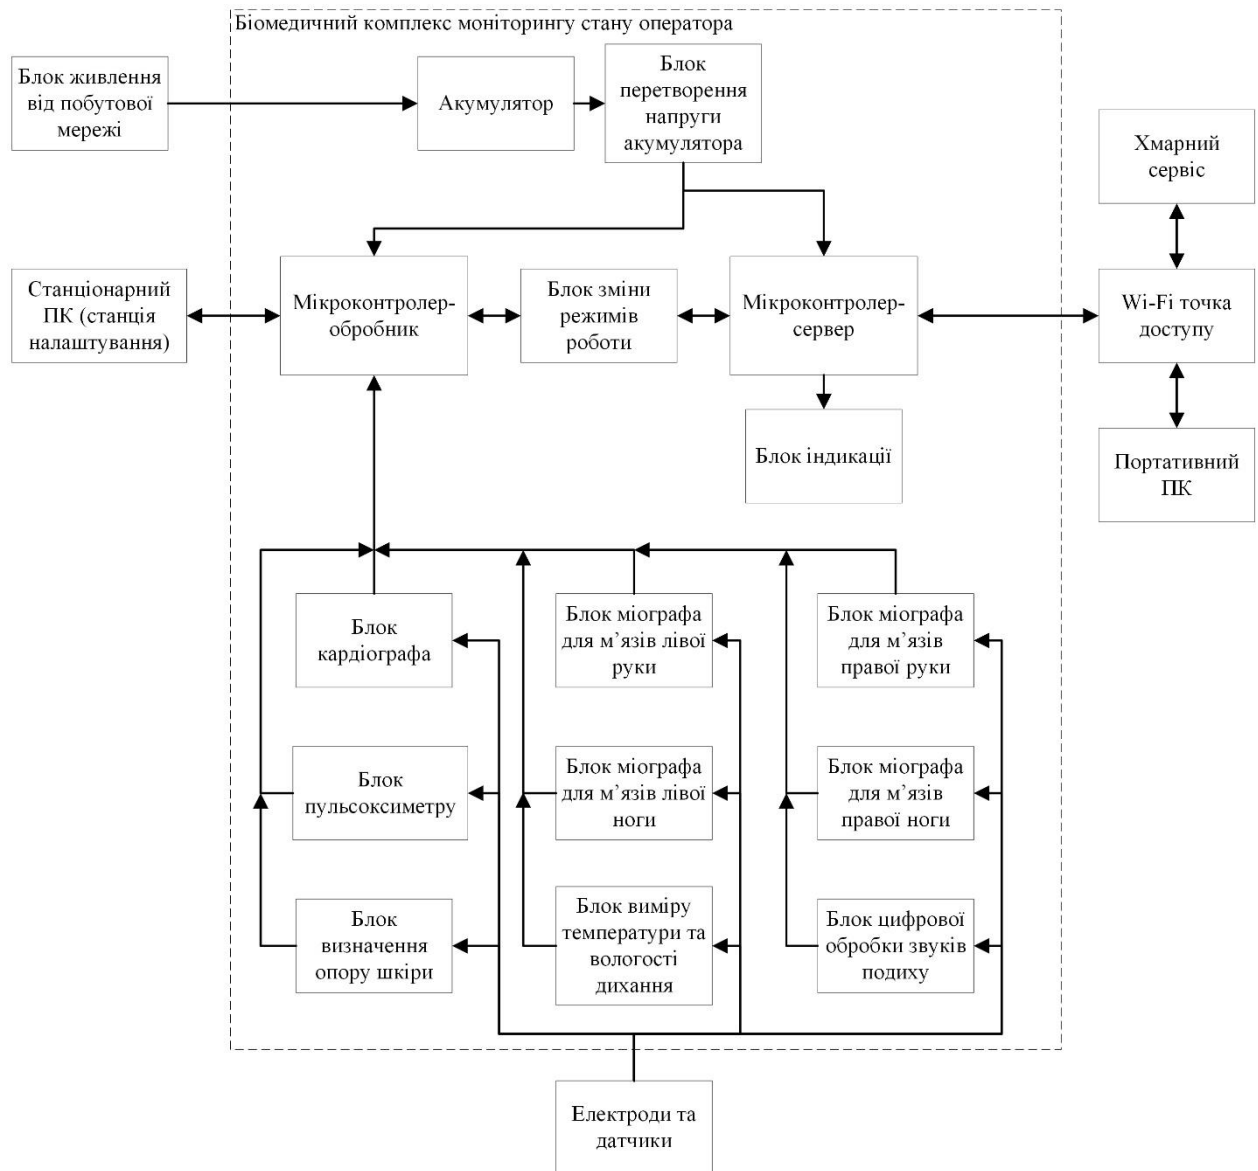 Біомедичний комплекс моніторингу стану оператора
Блок живлення
від побутової
мережі
Акумулятор
Блок
перетворення
напруги
акумулятора
Хмарний
сервіс
Станціонарний
ПК (станція
налаштування)
Мікроконтролер-
обробник
Блок зміни
режимів
роботи
Мікроконтролер-
сервер
Wi-Fi точка
доступу
Блок індикації
Портативний
ПК
Блок
кардіографа
Блок міографа
для м’язів лівої
руки
Блок міографа
для м’язів
правої руки
Блок
пульсоксиметру
Блок міографа
для м’язів лівої
ноги
Блок міографа
для м’язів
правої ноги
Блок
визначення
опору шкіри
Блок виміру
температури та
вологості
дихання
Блок цифрової
обробки звуків
подиху
Електроди та
датчики